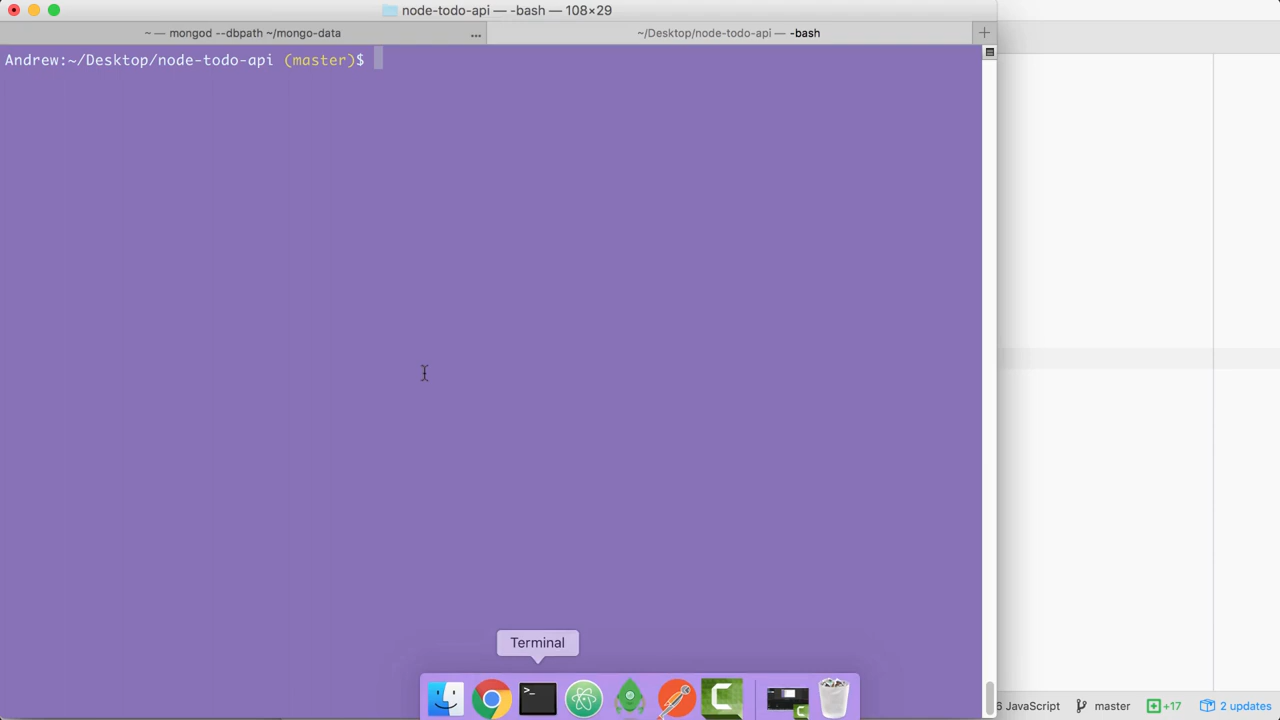 node-todo-api — -bash — 108×29
~ — mongod --dbpath ~/mongo-data
...
~/Desktop/node-todo-api — -bash
+
Andrew:~/Desktop/node-todo-api (master)$
Terminal
>_
C
C
6 JavaScript
master
+17
2 updates